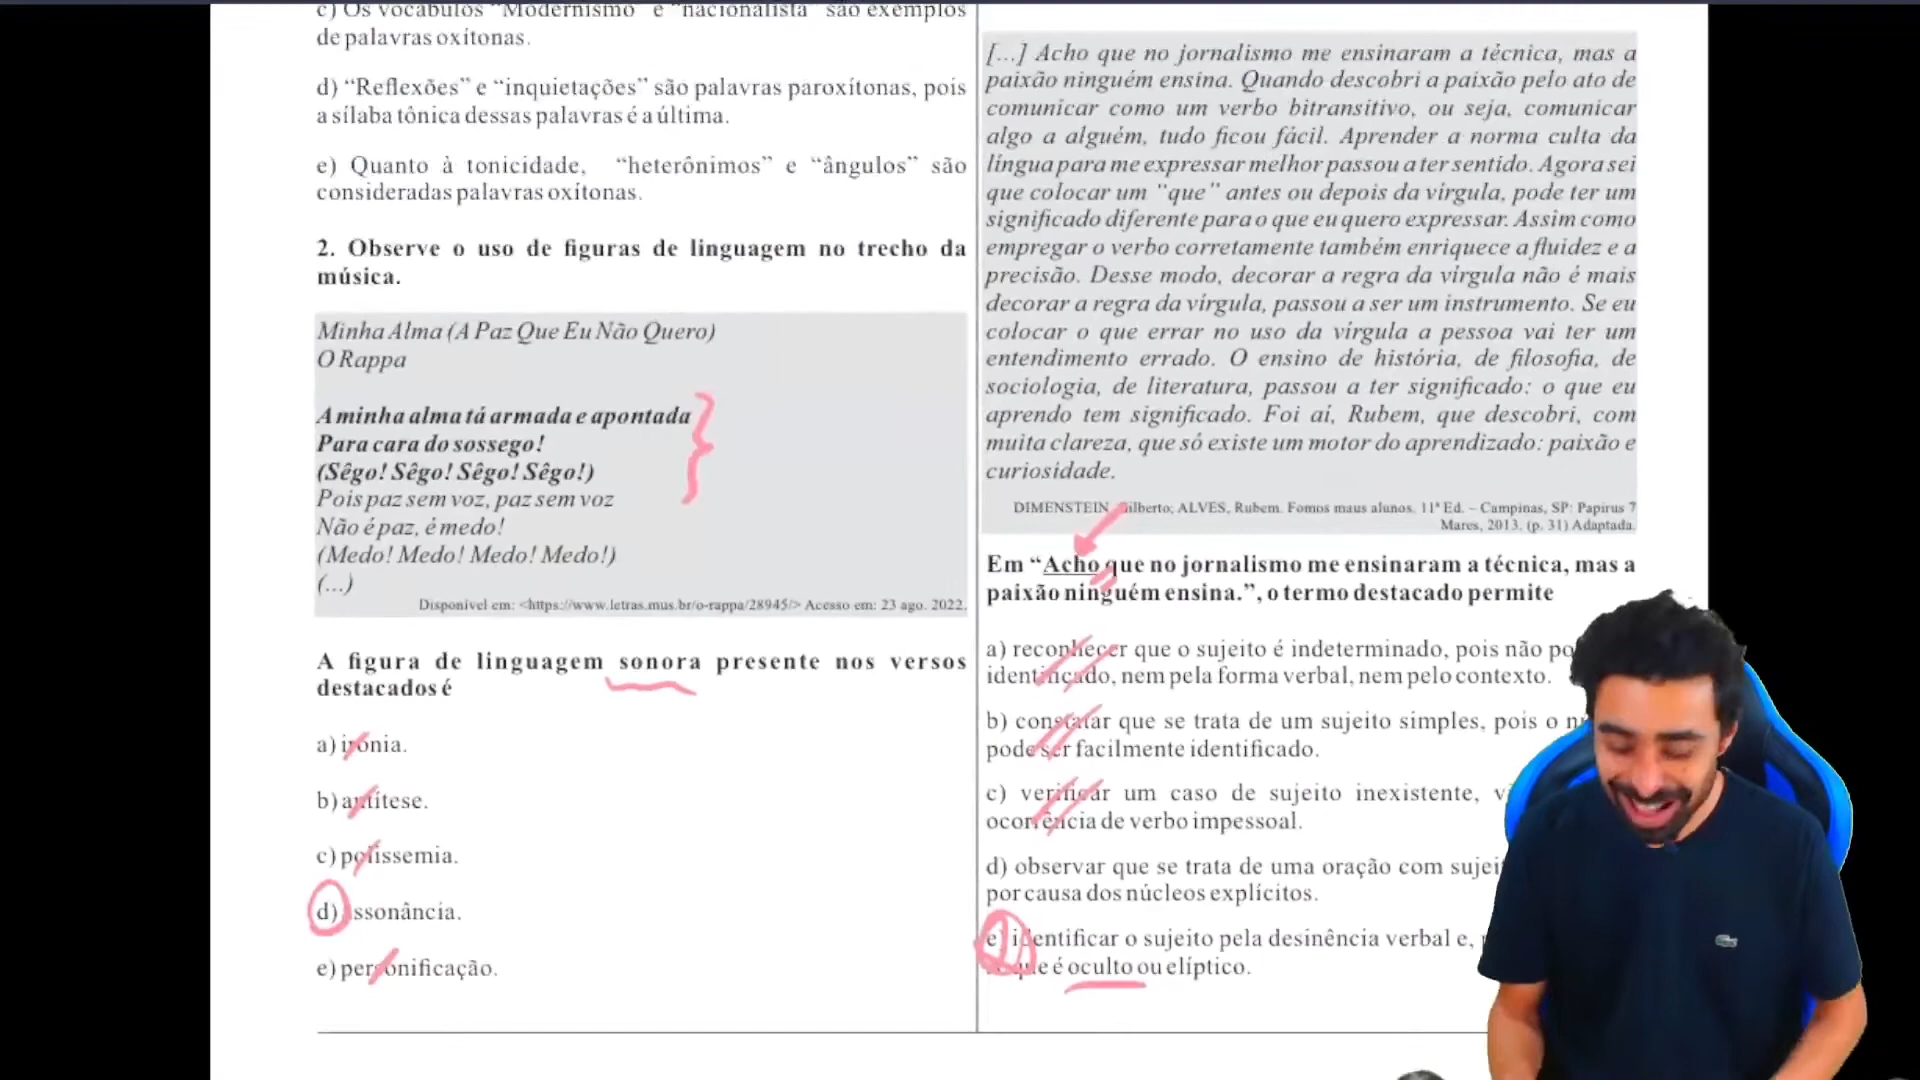 c) Os vocábulos “Modernismo” e “nacionalista” são exemplos
de palavras oxítonas.
d) “Reflexões” e “inquietações” são palavras paroxítonas, pois
a sílaba tônica dessas palavras é a última.
e) Quanto à tonicidade, “heterônimos” e “ângulos” são
consideradas palavras oxítonas.
2. Observe o uso de figuras de linguagem no trecho da
música.
Minha Alma (A Paz Que Eu Não Quero)
O Rappa
A minha alma tá armada e apontada
Para cara do sossego!
(Sêgo! Sêgo! Sêgo! Sêgo!)
Pois paz sem voz, paz sem voz
Não é paz, é medo!
(Medo! Medo! Medo! Medo!)
(...)
Disponível em: <https://www.letras.mus.br/o-rappa/28945/> Acesso em: 23 ago. 2022.
A figura de linguagem sonora presente nos versos
destacados é
a) ironia.
b) antítese.
c) polissemia.
d) assonância.
e) personificação.
[...] Acho que no jornalismo me ensinaram a técnica, mas a
paixão ninguém ensina. Quando descobri a paixão pelo ato de
comunicar como um verbo bitransitivo, ou seja, comunicar
algo a alguém, tudo ficou fácil. Aprender a norma culta da
língua para me expressar melhor passou a ter sentido. Agora sei
que colocar um “que” antes ou depois da vírgula, pode ter um
significado diferente para o que eu quero expressar. Assim como
empregar o verbo corretamente também enriquece a fluidez e a
precisão. Desse modo, decorar a regra da vírgula não é mais
decorar a regra da vírgula, passou a ser um instrumento. Se eu
colocar o que errar no uso da vírgula a pessoa vai ter um
entendimento errado. O ensino de história, de filosofia, de
sociologia, de literatura, passou a ter significado: o que eu
aprendo tem significado. Foi aí, Rubem, que descobri, com
muita clareza, que só existe um motor do aprendizado: paixão e
curiosidade.
DIMENSTEIN, Gilberto; ALVES, Rubem. Fomos maus alunos. 11ª Ed. – Campinas, SP: Papirus 7
Mares, 2013. (p. 31) Adaptada.
Em “Acho que no jornalismo me ensinaram a técnica, mas a
paixão ninguém ensina.”, o termo destacado permite
a) reconhecer que o sujeito é indeterminado, pois não
identificado, nem pela forma verbal, nem pelo contexto.
b) constatar que se trata de um sujeito simples, pois o
pode ser facilmente identificado.
c) verificar um caso de sujeito inexistente,
ocorrência de verbo impessoal.
d) observar que se trata de uma oração com
por causa dos núcleos explícitos.
e) identificar o sujeito pela desinência verbal e,
que é oculto ou elíptico.